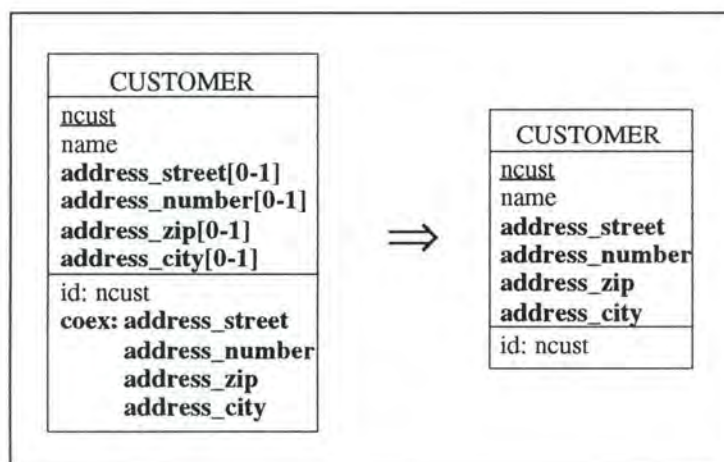 CUSTOMER
ncust
name
address_street[0-1]
address_number[0-1]
address_zip[0-1]
address_city[0-1]
id: ncust
coex: address_street
address_number
address_zip
address_city
⇒
CUSTOMER
ncust
name
address_street
address_number
address_zip
address_city
id: ncust